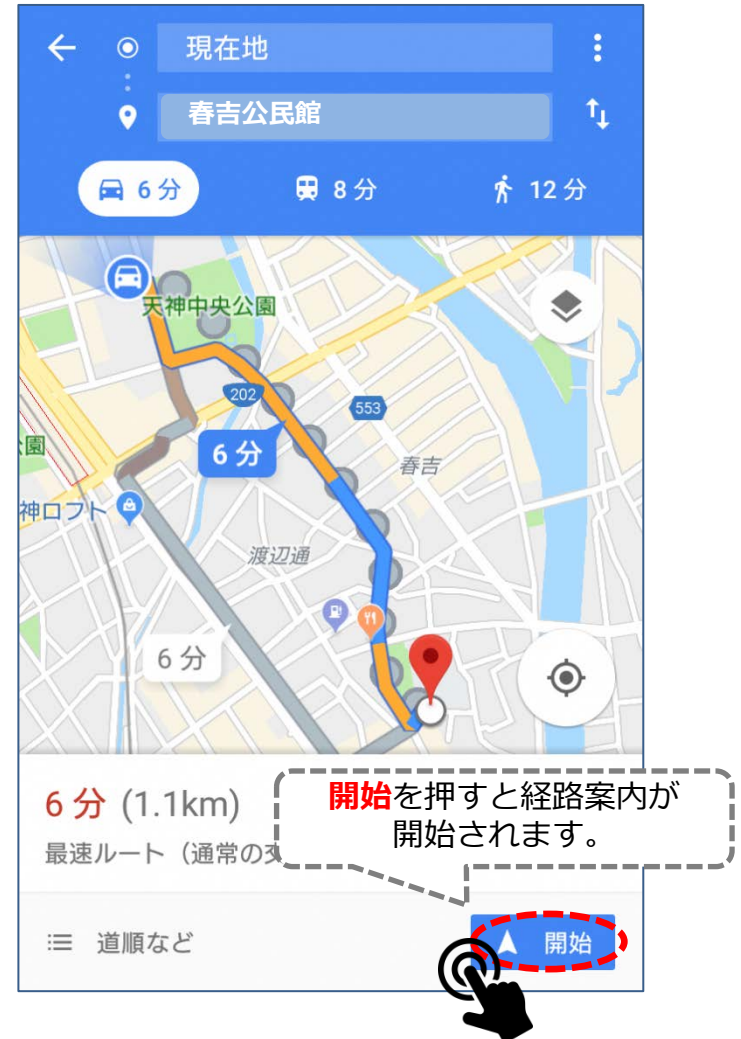 現在地
春吉公民館
6 分
8 分
12 分
天神中央公園
202
553
6 分
春吉
園
神ロフト
渡辺通
6 分
6 分 (1.1km)
開始を押すと経路案内が
開始されます。
最速ルート（通常の
道順など
開始